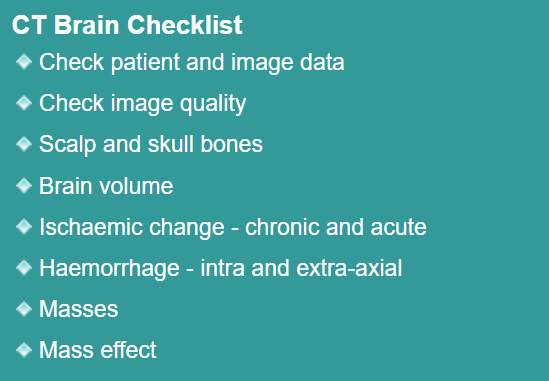 CT Brain Checklist
Check patient and image data
Check image quality
Scalp and skull bones
Brain volume
Ischaemic change - chronic and acute
Haemorrhage - intra and extra-axial
Masses
Mass effect